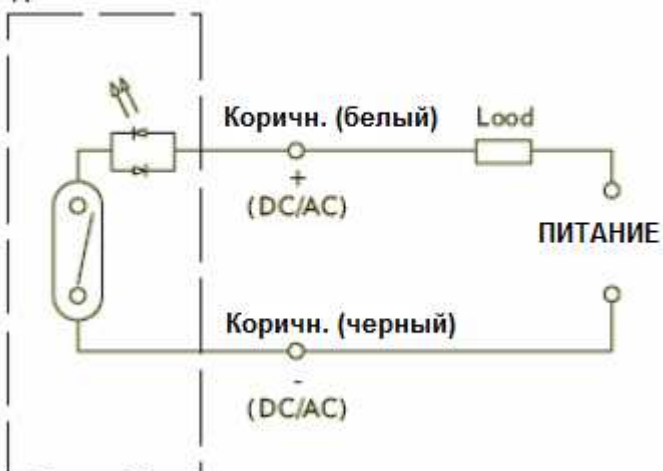 Коричн. (белый)
Lood
+
(DC/AC)
ПИТАНИЕ
Коричн. (черный)
-
(DC/AC)